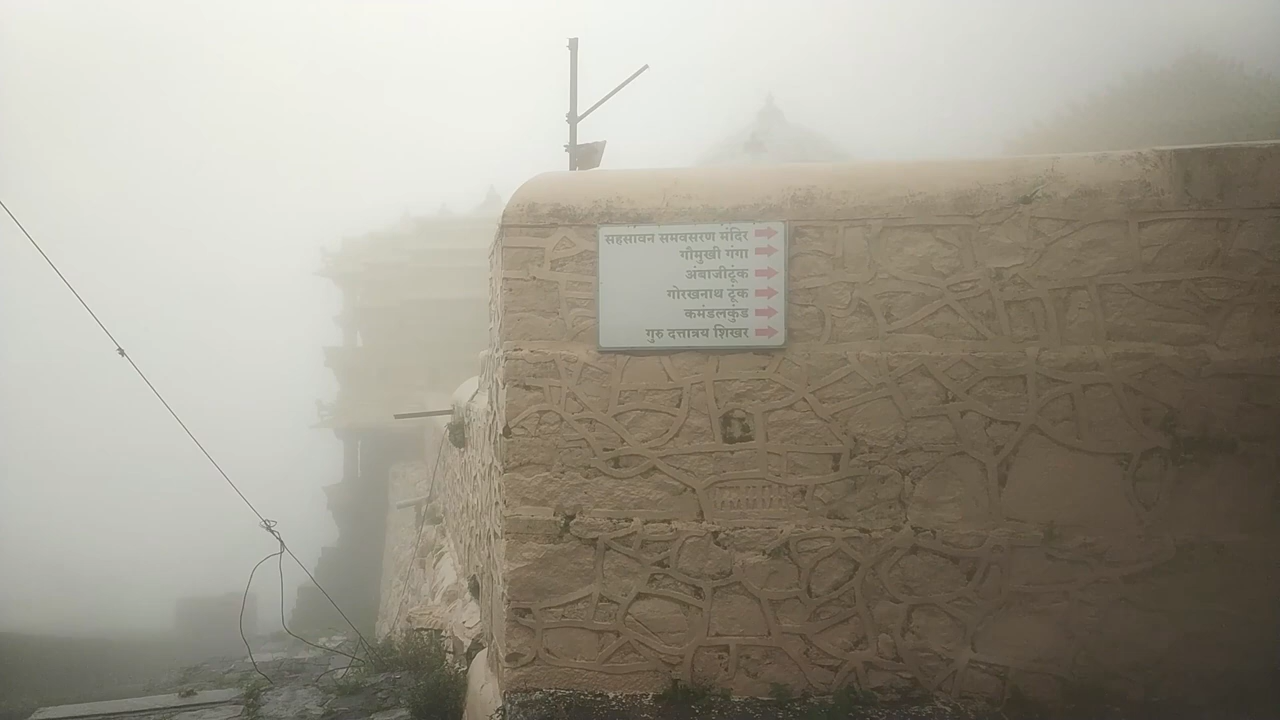 सहसावन समवसरण मंदिर
गौमुखी गंगा
अंबाजीटूंक
गोरखनाथ टूंक
कमंडलकुंड
गुरु दत्तात्रय शिखर